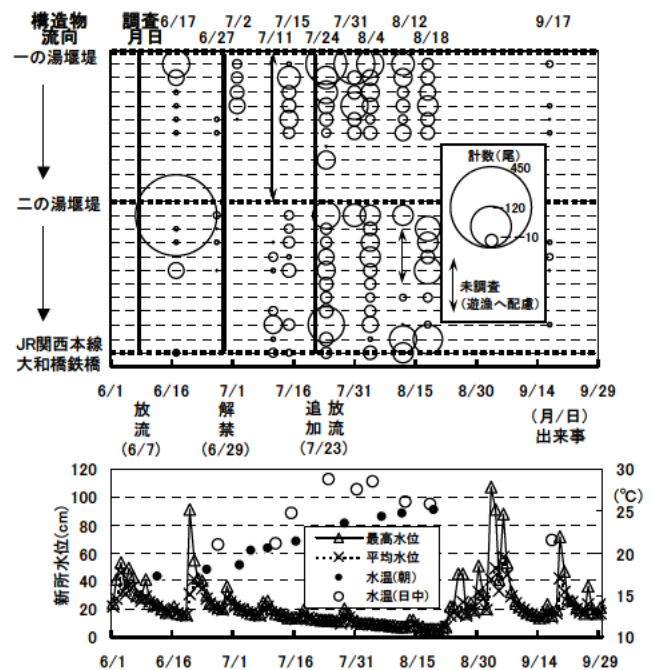 構造物 調査 6/17 7/2 7/15 7/31 8/12 9/17
流向 月日 6/27 7/11 7/24 8/4 8/18
一の湯堰堤
二の湯堰堤
JR関西本線
大和橋鉄橋
計数(尾)
450
120
10
未調査
(遊漁へ配慮)
6/1 6/16 7/1 7/16 7/31 8/15 8/30 9/14 9/29
放流
(6/7)
解禁
(6/29)
追加放流
(7/23)
(月/日)
出来事
120
100
80
60
40
20
0
新所水位(cm)
30
(℃)
25
20
15
10
最高水位
平均水位
水温(朝)
水温(日中)
6/1 6/16 7/1 7/16 7/31 8/15 8/30 9/14 9/29